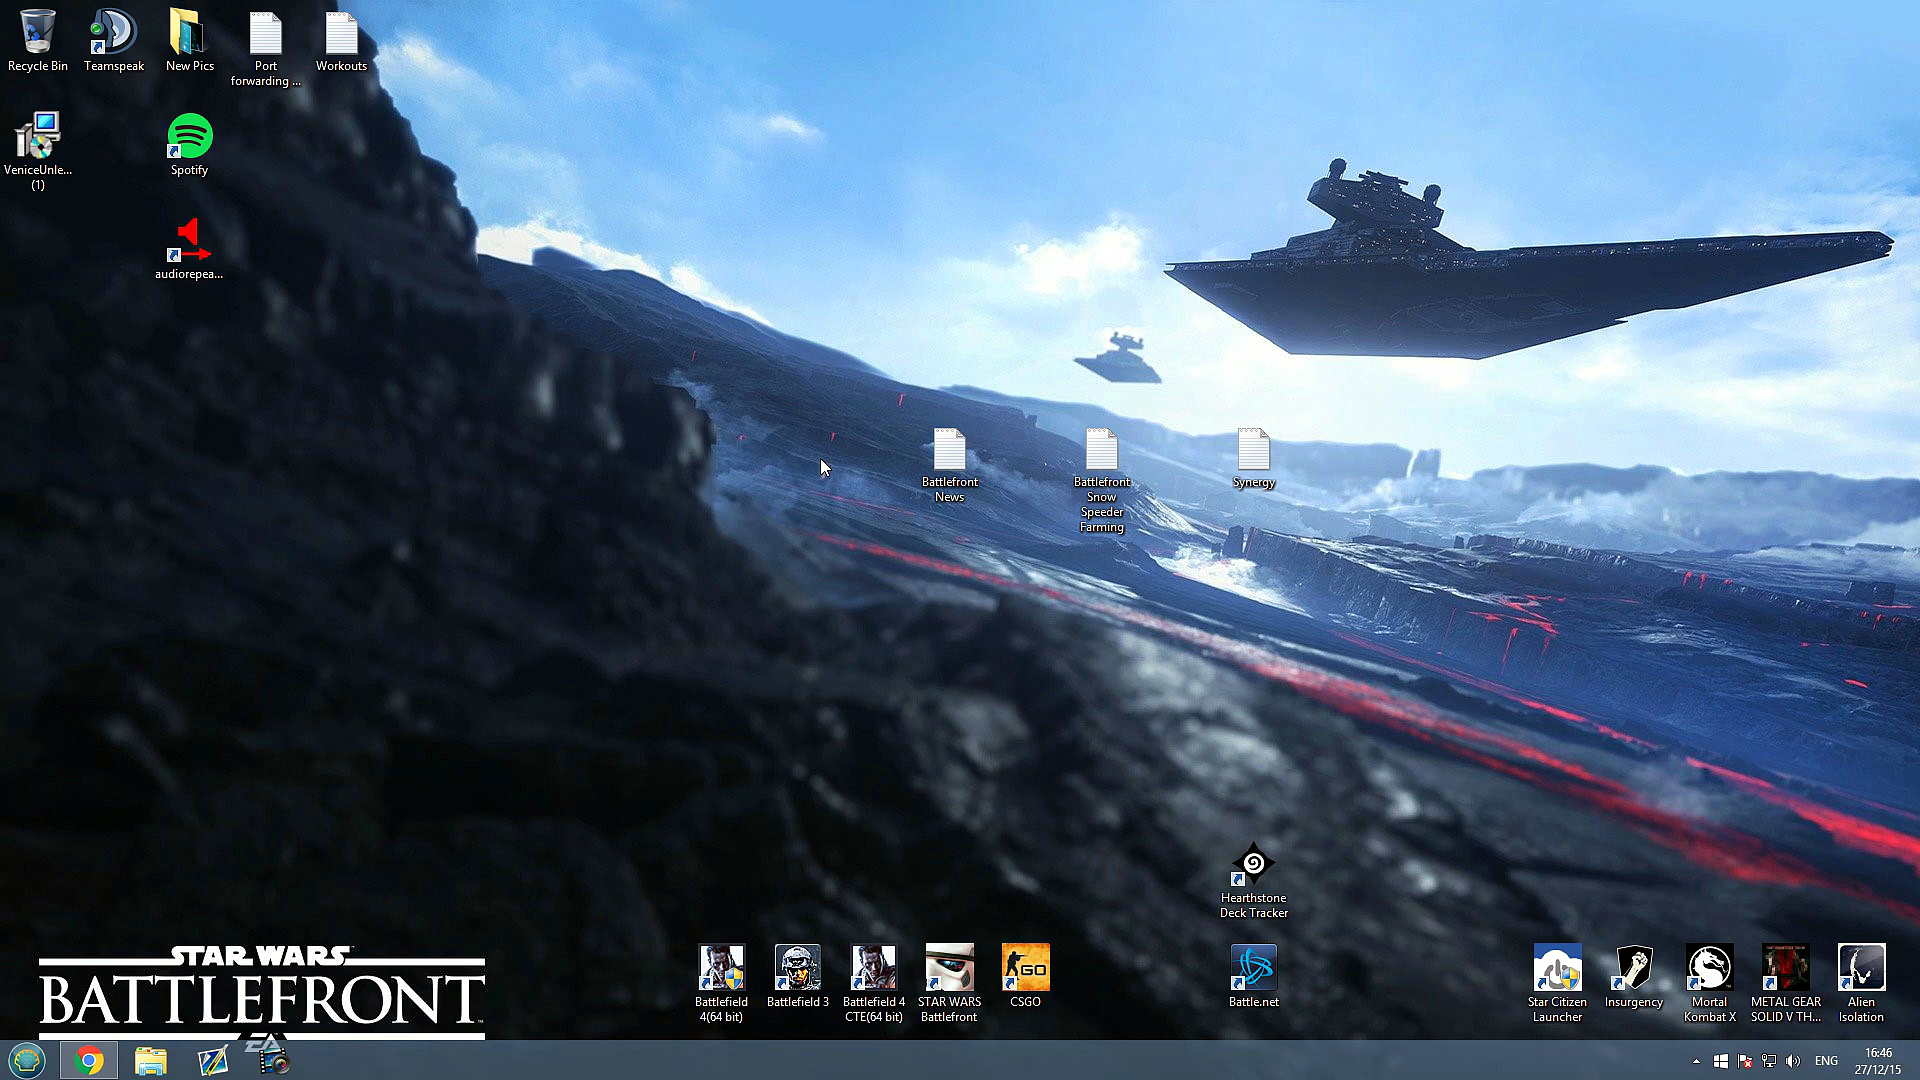 Recycle Bin
Teamspeak
New Pics
Port
forwarding ...
Workouts
VeniceUnle...
(1)
Spotify
audiorepea...
Battlefront
News
Battlefront
Snow
Speeder
Farming
Synergy
Hearthstone
Deck Tracker
STAR WARS
BATTLEFRONT
EA
GO
Battlefield
4(64 bit)
Battlefield 3
Battlefield 4
CTE(64 bit)
STAR WARS
Battlefront
CSGO
Battle.net
Star Citizen
Launcher
Insurgency
Mortal
Kombat X
METAL GEAR
SOLID V TH...
Alien
Isolation
ENG
16:46
27/12/15